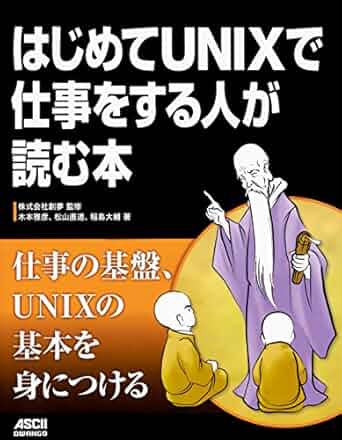 はじめてUNIXで
仕事をする人が
読む本
株式会社創夢 監修
木本雅彦、松山直道、稲島大輔 著
仕事の基盤、
UNIXの
基本を
身につける
ASCII
DWANGO